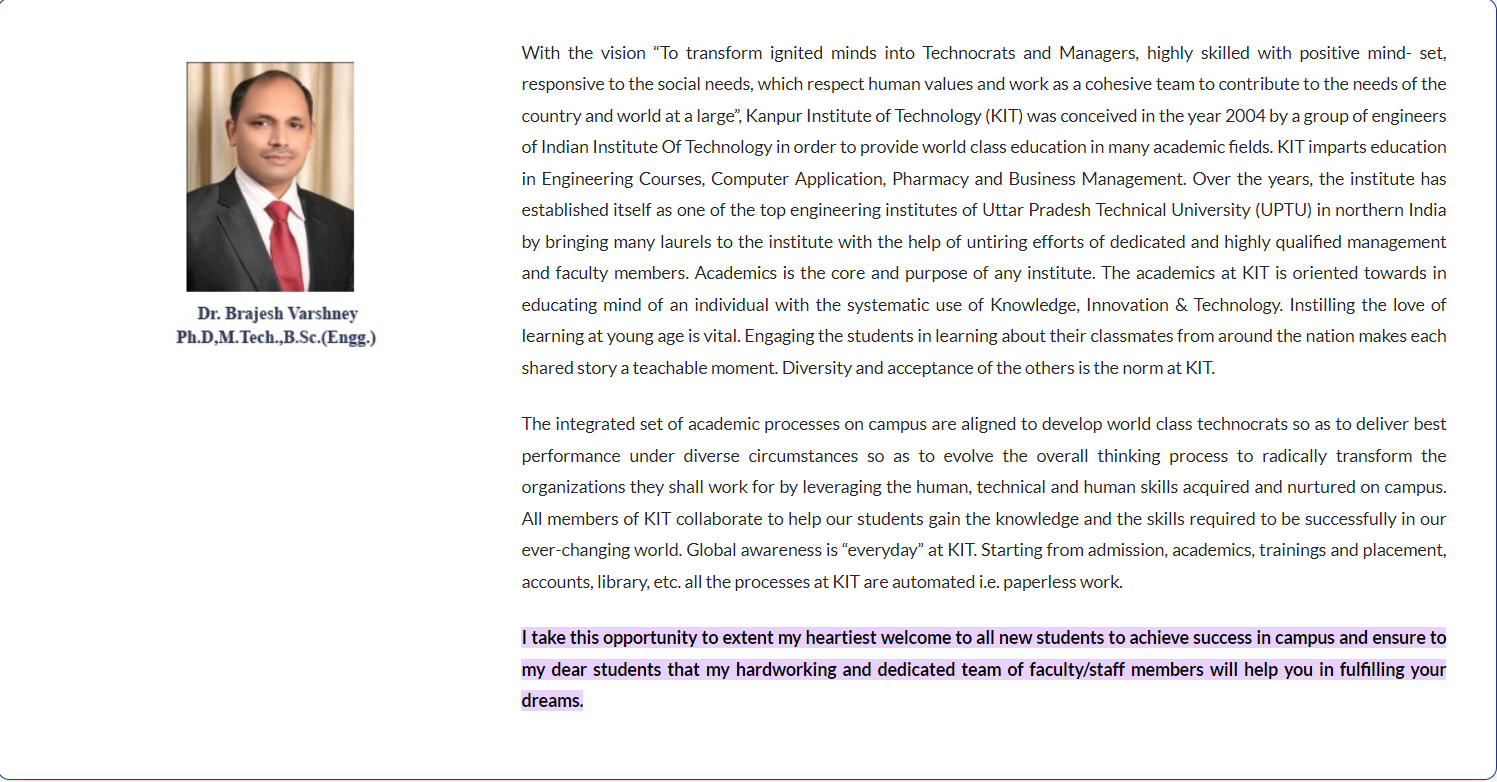 Dr. Brajesh Varshney
Ph.D,M.Tech.,B.Sc.(Engg.)
With the vision “To transform ignited minds into Technocrats and Managers, highly skilled with positive mind- set,
responsive to the social needs, which respect human values and work as a cohesive team to contribute to the needs of the
country and world at a large”, Kanpur Institute of Technology (KIT) was conceived in the year 2004 by a group of engineers
of Indian Institute Of Technology in order to provide world class education in many academic fields. KIT imparts education
in Engineering Courses, Computer Application, Pharmacy and Business Management. Over the years, the institute has
established itself as one of the top engineering institutes of Uttar Pradesh Technical University (UPTU) in northern India
by bringing many laurels to the institute with the help of untiring efforts of dedicated and highly qualified management
and faculty members. Academics is the core and purpose of any institute. The academics at KIT is oriented towards in
educating mind of an individual with the systematic use of Knowledge, Innovation & Technology. Instilling the love of
learning at young age is vital. Engaging the students in learning about their classmates from around the nation makes each
shared story a teachable moment. Diversity and acceptance of the others is the norm at KIT.
The integrated set of academic processes on campus are aligned to develop world class technocrats so as to deliver best
performance under diverse circumstances so as to evolve the overall thinking process to radically transform the
organizations they shall work for by leveraging the human, technical and human skills acquired and nurtured on campus.
All members of KIT collaborate to help our students gain the knowledge and the skills required to be successfully in our
ever-changing world. Global awareness is “everyday” at KIT. Starting from admission, academics, trainings and placement,
accounts, library, etc. all the processes at KIT are automated i.e. paperless work.
I take this opportunity to extent my heartiest welcome to all new students to achieve success in campus and ensure to
my dear students that my hardworking and dedicated team of faculty/staff members will help you in fulfilling your
dreams.